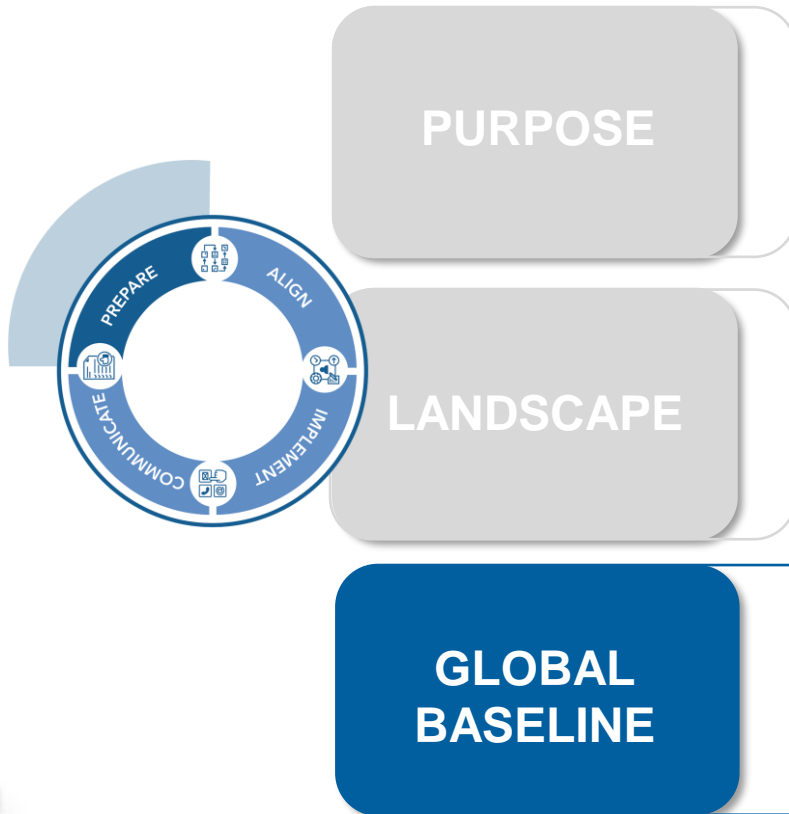 PURPOSE
PREPARE
ALIGN
LANDSCAPE
COMMUNICATE
IMPLEMENT
GLOBAL
BASELINE